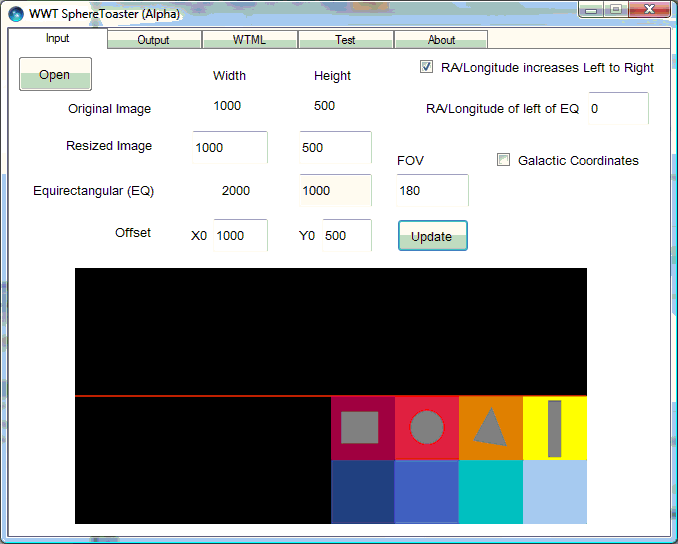 WWT SphereToaster (Alpha)
Input Output WTML Test About
Open Width Height RA/Longitude increases Left to Right
Original Image 1000 500 RA/Longitude of left of EQ 0
Resized Image 1000 500
FOV Galactic Coordinates
Equirectangular (EQ) 2000 1000 180
Offset X0 1000 Y0 500 Update